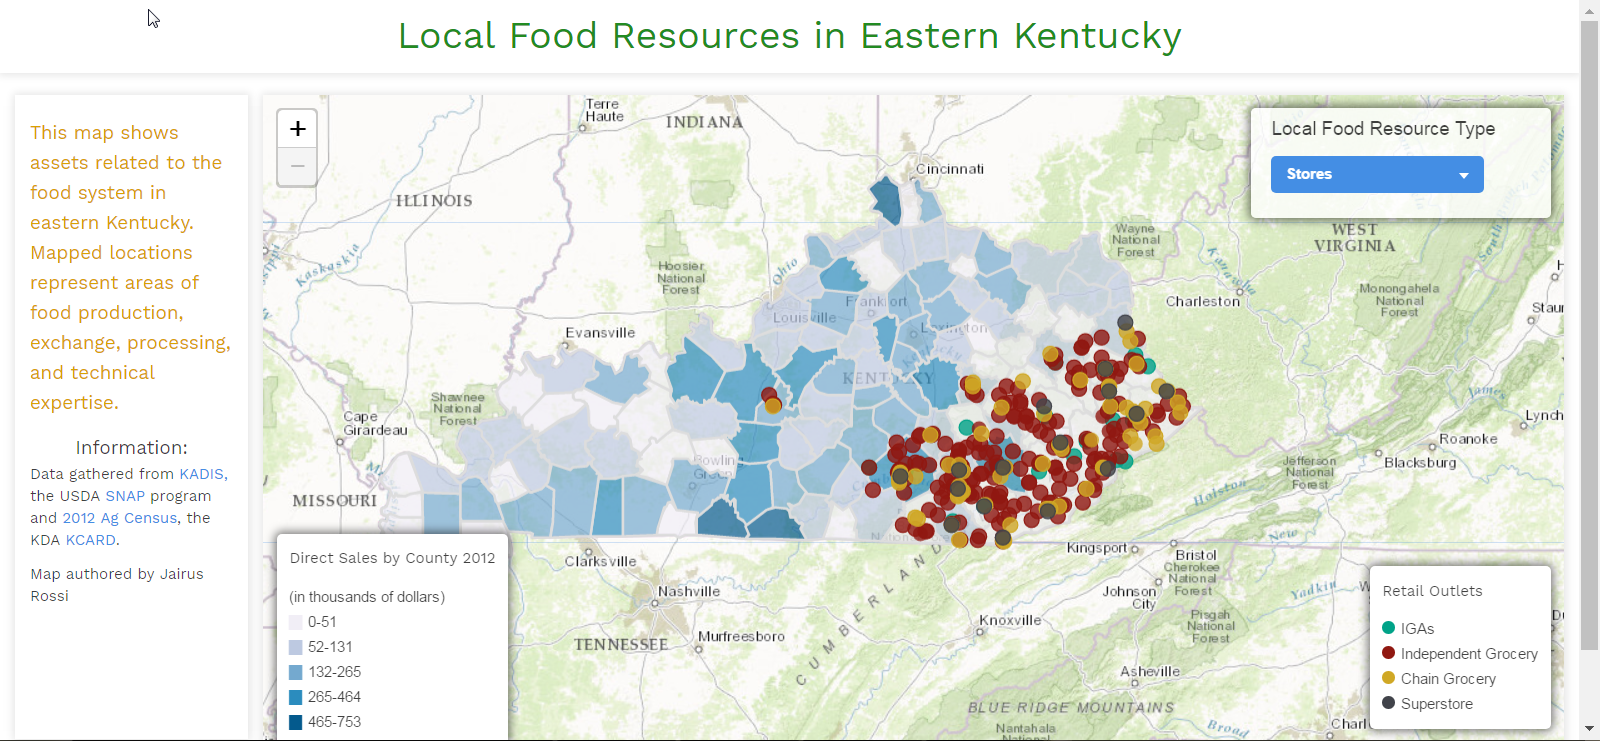 Local Food Resources in Eastern Kentucky
This map shows
assets related to the
food system in
eastern Kentucky.
Mapped locations
represent areas of
food production,
exchange, processing,
and technical
expertise.
Information:
Data gathered from KADIS,
the USDA SNAP program
and 2012 Ag Census, the
KDA KCARD.
Map authored by Jairus
Rossi
+
−
Local Food Resource Type
Stores
Terre
Haute
INDIANA
Cincinnati
ILLINOIS
Kaskaskia
Hoosier
National
Forest
Ohio
Wayne
National
Forest
WEST
VIRGINIA
Kanawha
Charleston
Monongahela
National
Forest
Staun
Frankfort
Louisville
Lexington
Evansville
KENTUCKY
Kentucky
Shawnee
National
Forest
Cape
Girardeau
James
Lynch
Roanoke
Blacksburg
Jefferson
National
Forest
Bowling
Green
MISSOURI
Holston
New
Clarksville
Nashville
Murfreesboro
TENNESSEE
CUMBERLAND
Kingsport
Bristol
Cherokee
National
Forest
Johnson
City
Knoxville
Pisgah
National
Forest
Yadkin
Asheville
BLUE RIDGE MOUNTAINS
Nantahala
National
Broad
Charl
Direct Sales by County 2012
(in thousands of dollars)
0-51
52-131
132-265
265-464
465-753
Retail Outlets
IGAs
Independent Grocery
Chain Grocery
Superstore